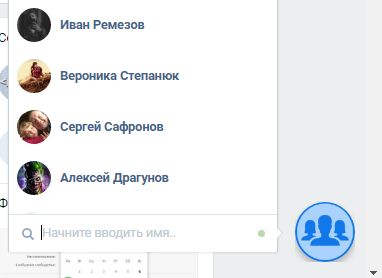 Иван Ремезов
Вероника Степанюк
Сергей Сафронов
Алексей Драгунов
Начните вводить имя..